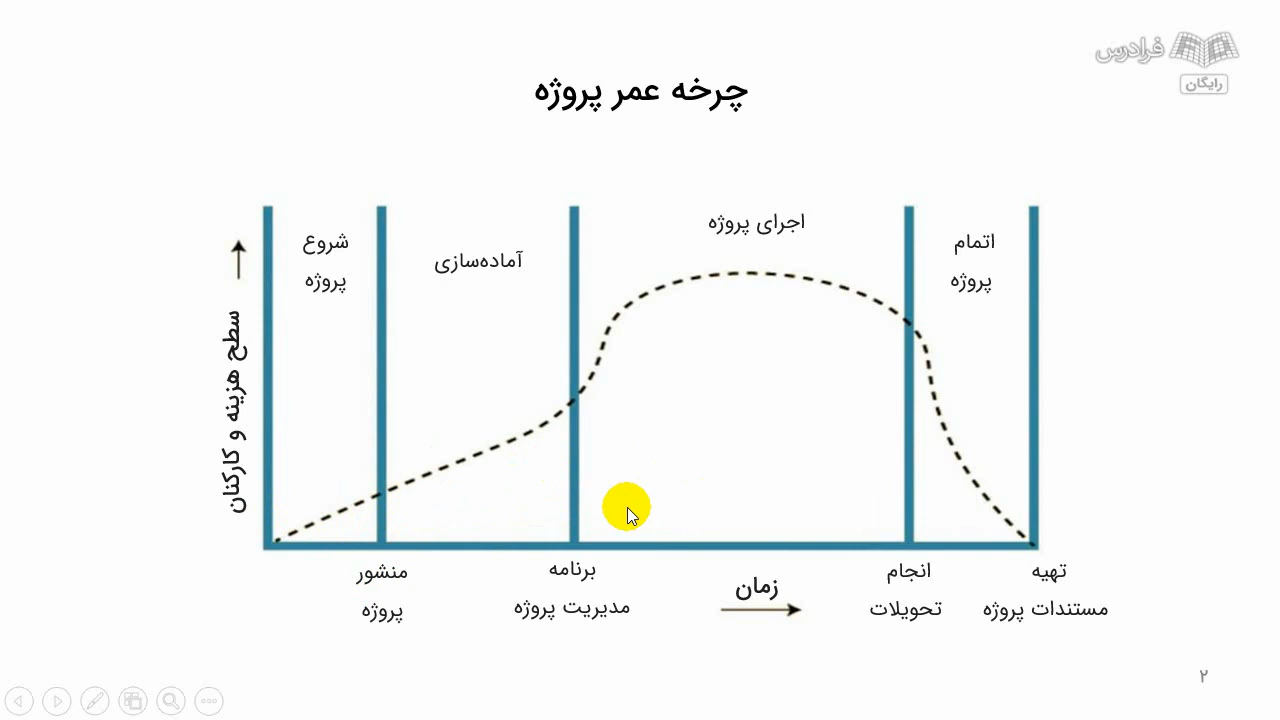 فرادرس
رایگان
چرخه عمر پروژه
شروع
پروژه
آماده‌سازی
اجرای پروژه
اتمام
پروژه
سطح هزینه و کارکنان
منشور
پروژه
برنامه
مدیریت پروژه
زمان
انجام
تحویلات
تهیه
مستندات پروژه
۲